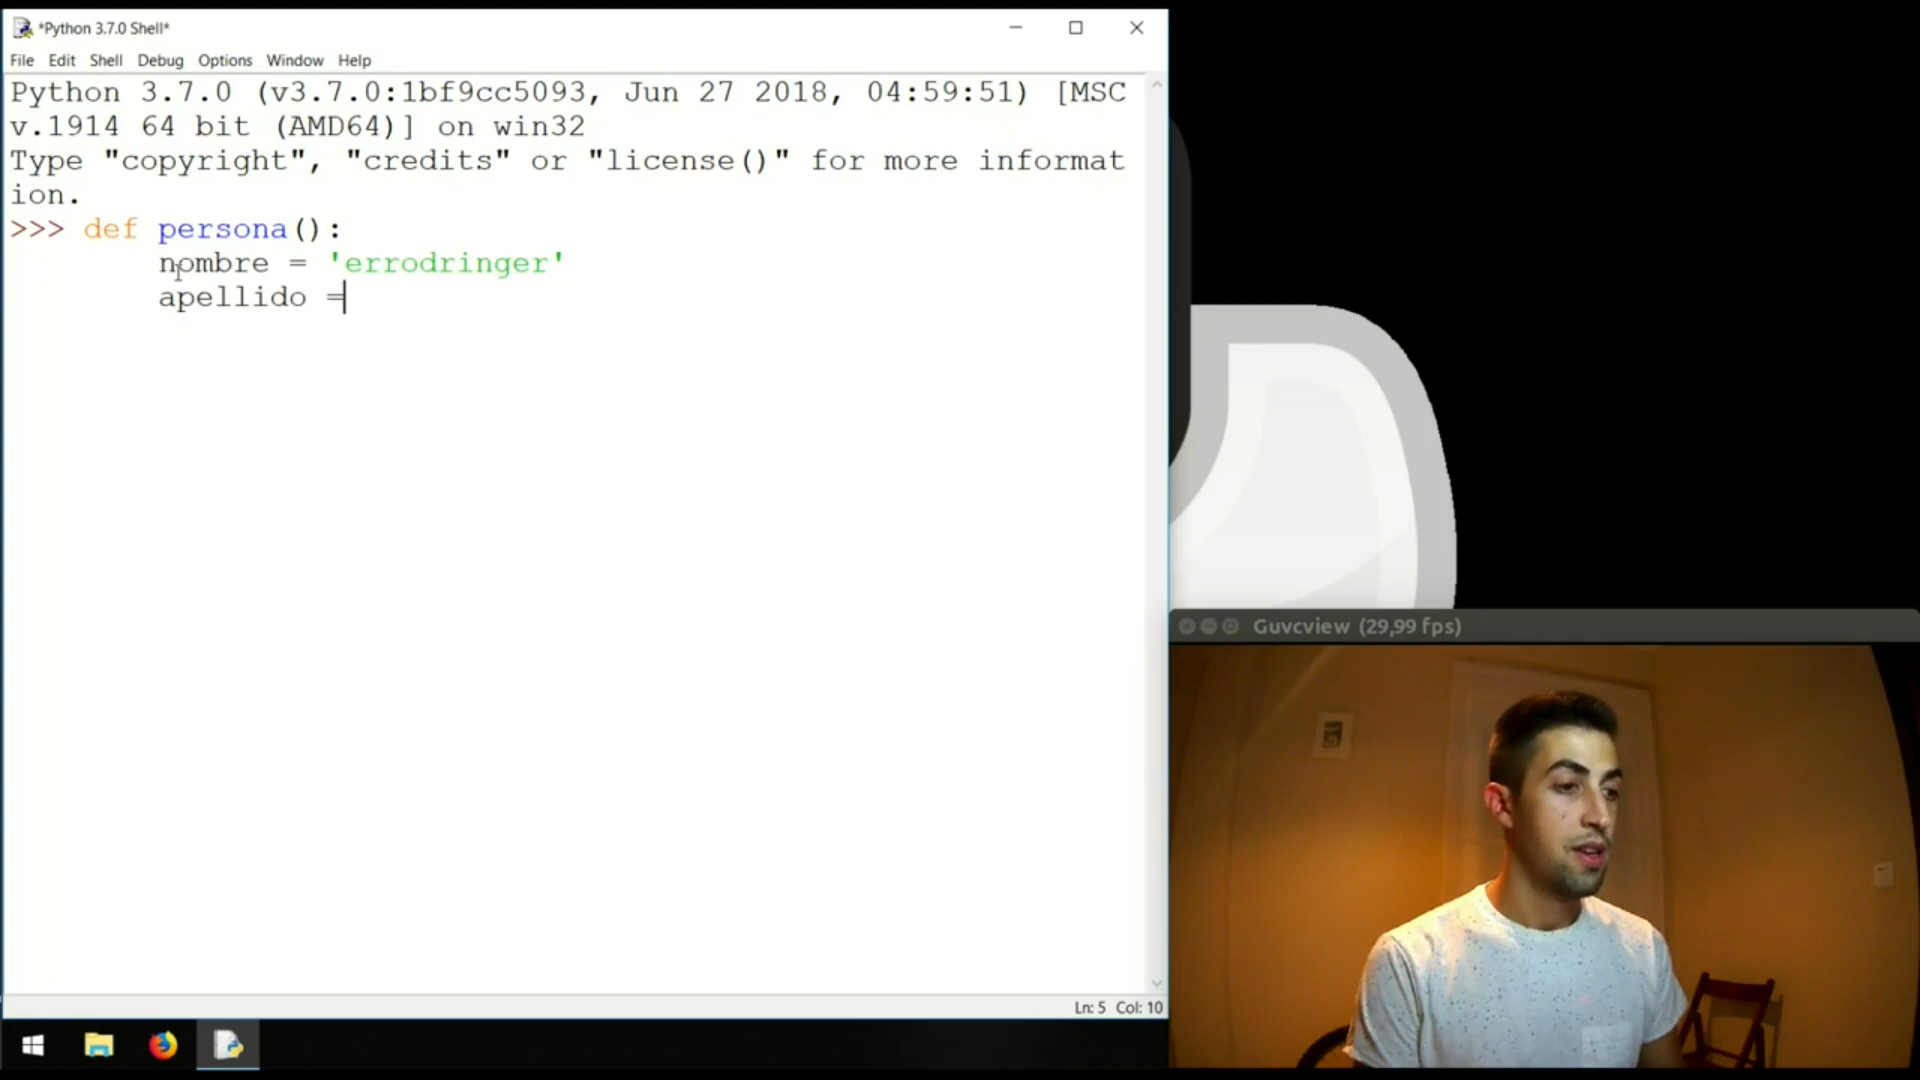 *Python 3.7.0 Shell*
File Edit Shell Debug Options Window Help
Python 3.7.0 (v3.7.0:1bf9cc5093, Jun 27 2018, 04:59:51) [MSC
v.1914 64 bit (AMD64)] on win32
Type "copyright", "credits" or "license()" for more informat
ion.
>>> def persona():
nombre = 'errodringer'
apellido =
Ln: 5 Col: 10
Guvcview (29,99 fps)